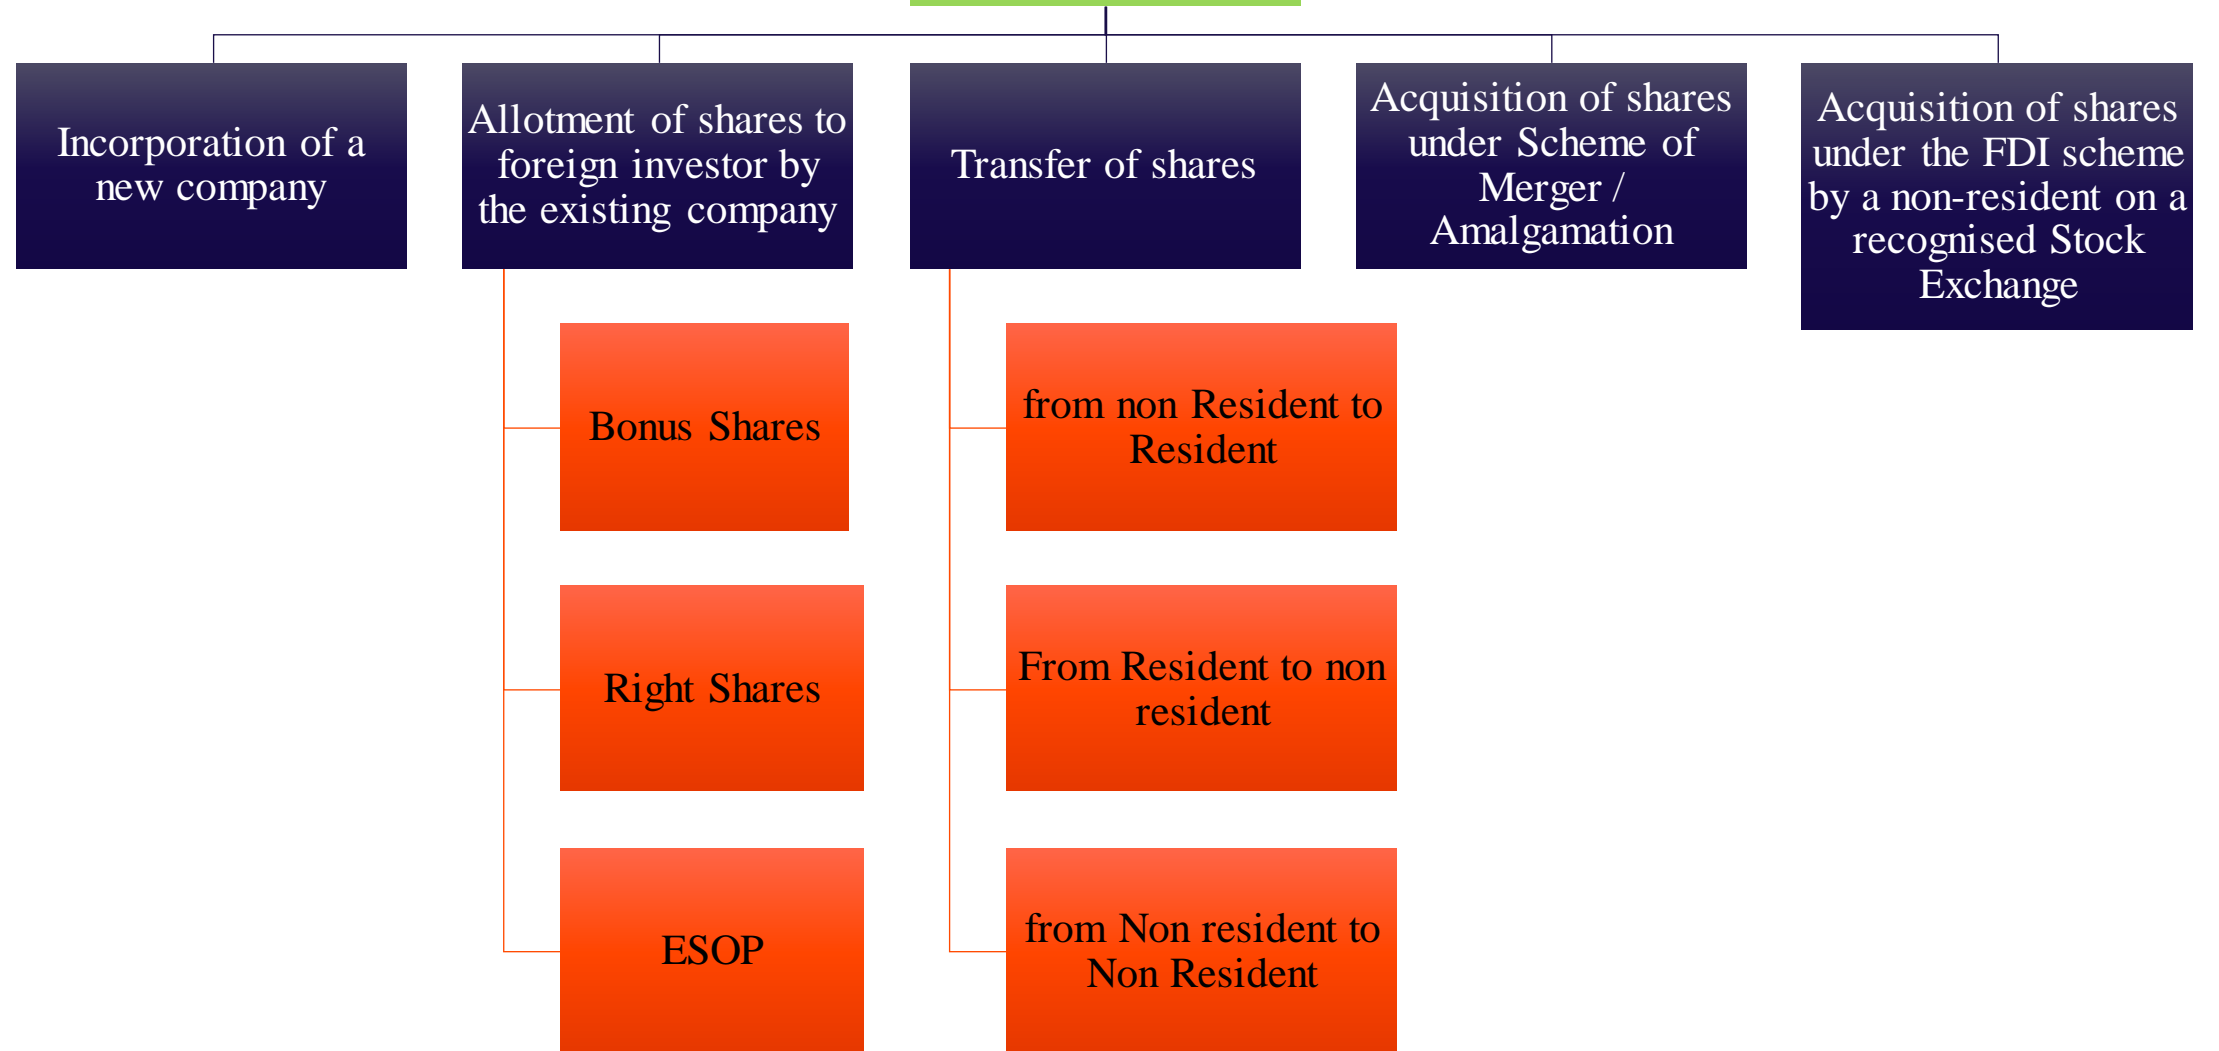 Incorporation of a
new company
Allotment of shares to
foreign investor by
the existing company
Transfer of shares
Acquisition of shares
under Scheme of
Merger /
Amalgamation
Acquisition of shares
under the FDI scheme
by a non-resident on a
recognised Stock
Exchange
Bonus Shares
Right Shares
ESOP
from non Resident to
Resident
From Resident to non
resident
from Non resident to
Non Resident